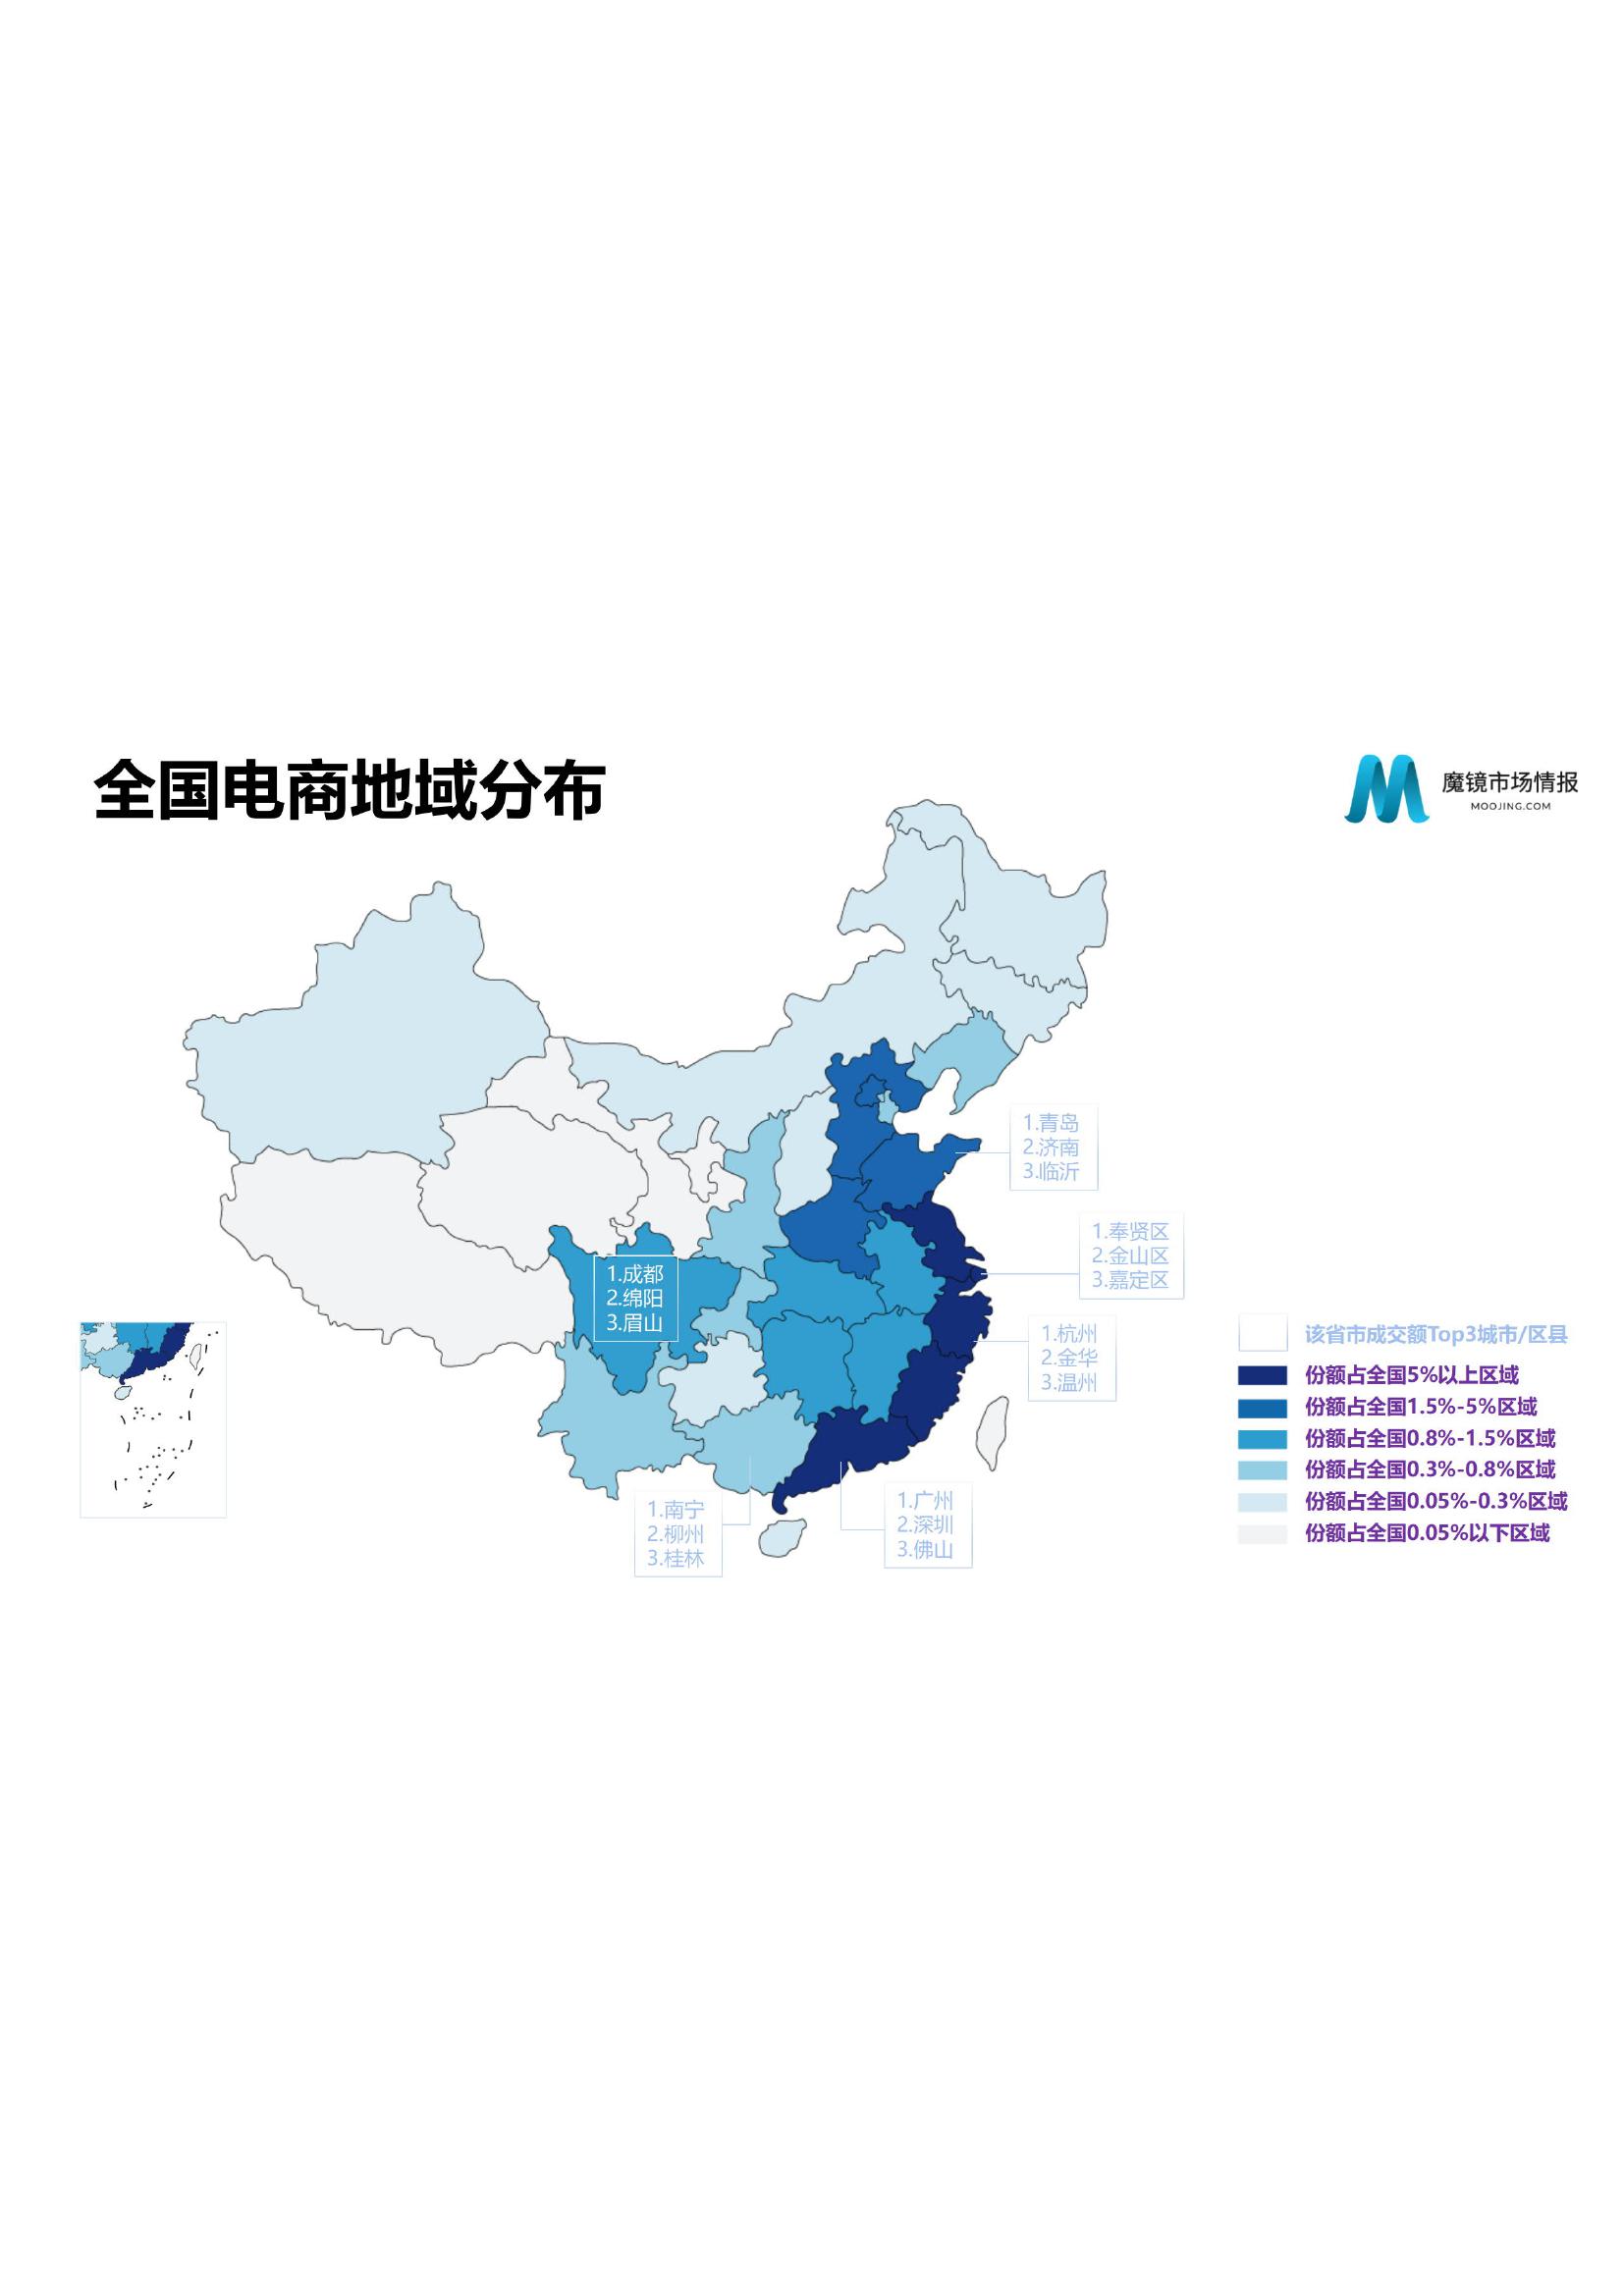 全国电商地域分布
魔镜市场情报
MOOJING.COM
1.青岛
2.济南
3.临沂
1.奉贤区
2.金山区
3.嘉定区
1.成都
2.绵阳
3.眉山
1.杭州
2.金华
3.温州
1.南宁
2.柳州
3.桂林
1.广州
2.深圳
3.佛山
该省市成交额Top3城市/区县
份额占全国5%以上区域
份额占全国1.5%-5%区域
份额占全国0.8%-1.5%区域
份额占全国0.3%-0.8%区域
份额占全国0.05%-0.3%区域
份额占全国0.05%以下区域